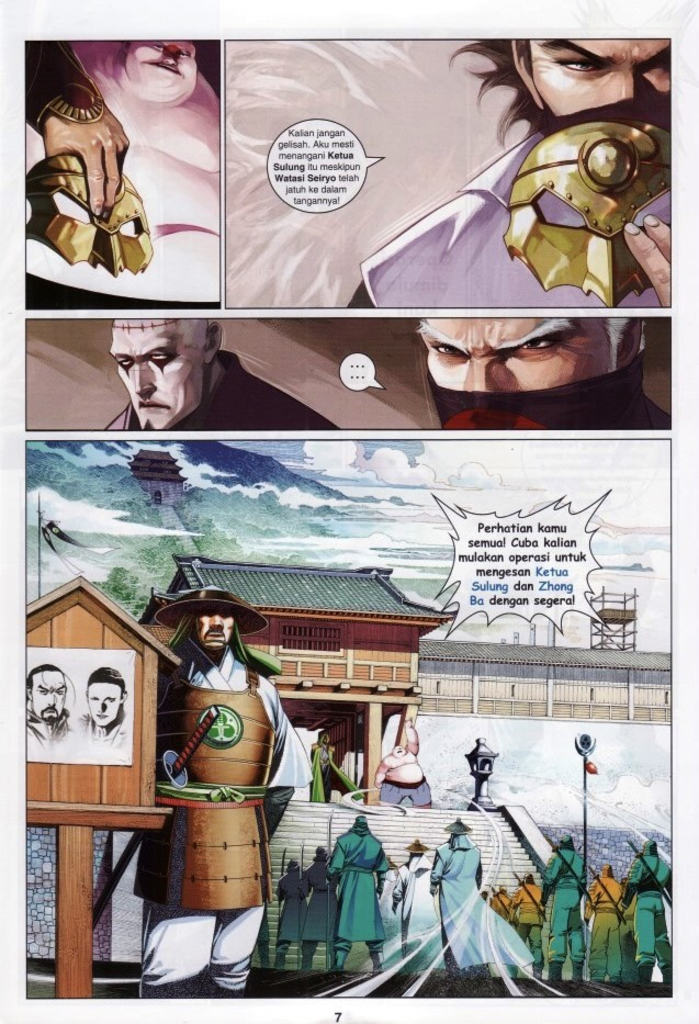 Kalian jangan
gelisah. Aku mesti
menangani Ketua
Sulung itu meskipun
Watasi Seiryo telah
jatuh ke dalam
tangannya!
...
...
Perhatian kamu
semua! Cuba kalian
mulakan operasi untuk
mengesan Ketua
Sulung dan Zhong
Ba dengan segera!
7